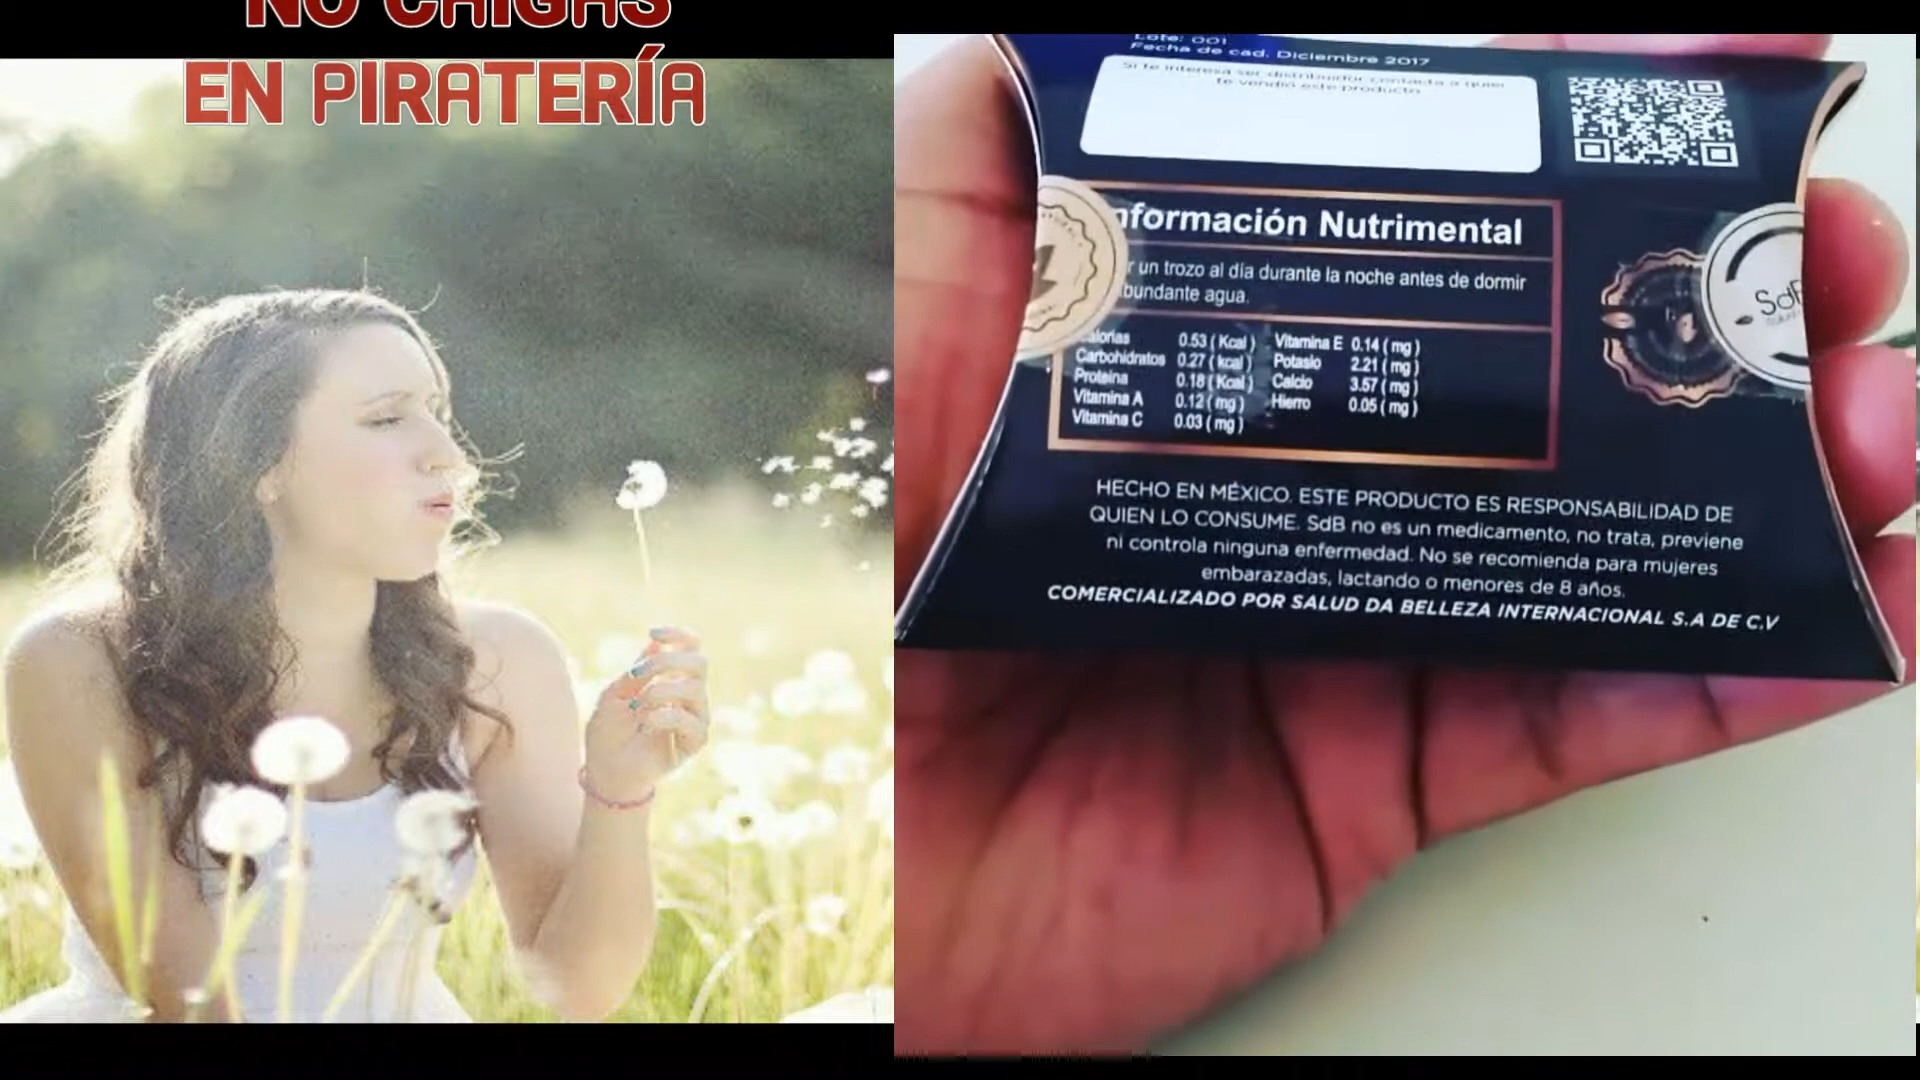 NO CAIGAS
EN PIRATERÍA
Lote: 001
Fecha de cad. Diciembre 2017
Si te interesa ser distribuidor contacta a quien
te vendió este producto
nformación Nutrimental
r un trozo al día durante la noche antes de dormir
bundante agua.
alorias 0.53 ( Kcal ) Vitamina E 0.14 ( mg )
Carbohidratos 0.27 ( kcal ) Potasio 2.21 ( mg )
Proteina 0.18 ( Kcal ) Calcio 3.57 ( mg )
Vitamina A 0.12 ( mg ) Hierro 0.05 ( mg )
Vitamina C 0.03 ( mg )
SdB
HECHO EN MÉXICO. ESTE PRODUCTO ES RESPONSABILIDAD DE
QUIEN LO CONSUME. SdB no es un medicamento, no trata, previene
ni controla ninguna enfermedad. No se recomienda para mujeres
embarazadas, lactando o menores de 8 años.
COMERCIALIZADO POR SALUD DA BELLEZA INTERNACIONAL S.A DE C.V